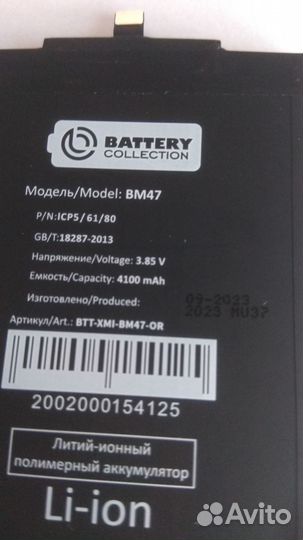 BATTERY
COLLECTION
Модель/Model: BM47
P/N:ICP5/61/80
GB/T:18287-2013
Напряжение/Voltage: 3.85 V
Емкость/Capacity: 4100 mAh
Изготовлено/Produced: 09-2023
2023 MU37
Артикул/Art.: BTT-XMI-BM47-OR
2002000154125
Литий-ионный
полимерный аккумулятор
Li-ion
Avito